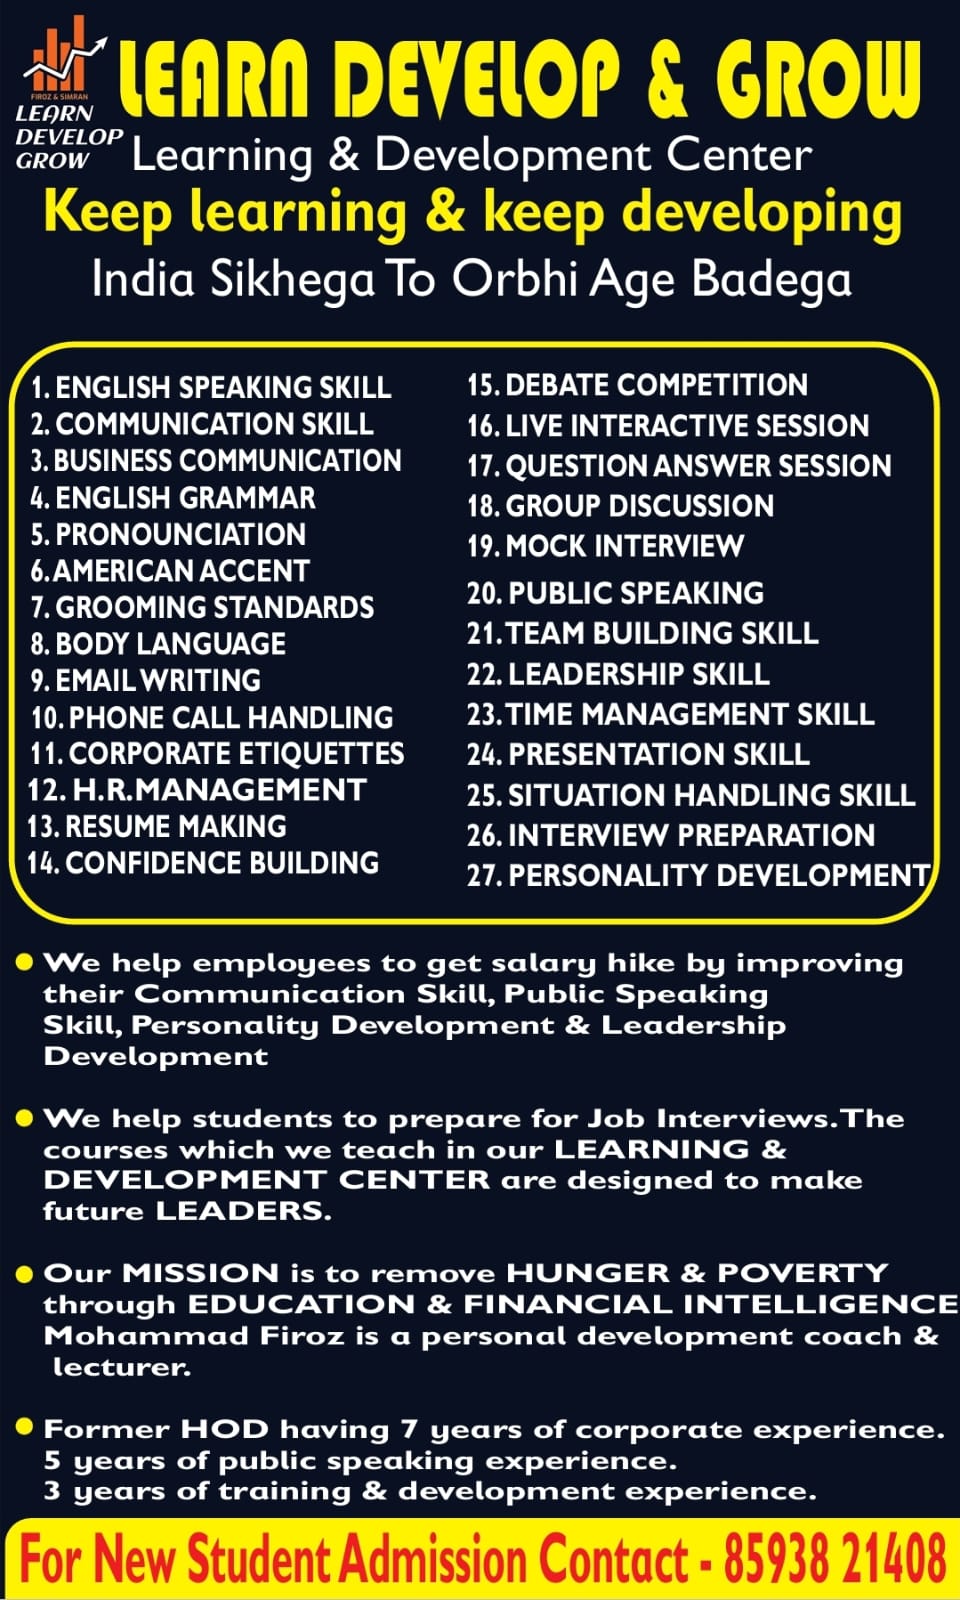 FIROZ & SIMRAN
LEARN
DEVELOP
GROW
LEARN DEVELOP & GROW
Learning & Development Center
Keep learning & keep developing
India Sikhega To Orbhi Age Badega
1. ENGLISH SPEAKING SKILL
2. COMMUNICATION SKILL
3. BUSINESS COMMUNICATION
4. ENGLISH GRAMMAR
5. PRONOUNCIATION
6. AMERICAN ACCENT
7. GROOMING STANDARDS
8. BODY LANGUAGE
9. EMAIL WRITING
10. PHONE CALL HANDLING
11. CORPORATE ETIQUETTES
12. H.R.MANAGEMENT
13. RESUME MAKING
14. CONFIDENCE BUILDING
15. DEBATE COMPETITION
16. LIVE INTERACTIVE SESSION
17. QUESTION ANSWER SESSION
18. GROUP DISCUSSION
19. MOCK INTERVIEW
20. PUBLIC SPEAKING
21. TEAM BUILDING SKILL
22. LEADERSHIP SKILL
23. TIME MANAGEMENT SKILL
24. PRESENTATION SKILL
25. SITUATION HANDLING SKILL
26. INTERVIEW PREPARATION
27. PERSONALITY DEVELOPMENT
We help employees to get salary hike by improving
their Communication Skill, Public Speaking
Skill, Personality Development & Leadership
Development
We help students to prepare for Job Interviews. The
courses which we teach in our LEARNING &
DEVELOPMENT CENTER are designed to make
future LEADERS.
Our MISSION is to remove HUNGER & POVERTY
through EDUCATION & FINANCIAL INTELLIGENCE
Mohammad Firoz is a personal development coach &
lecturer.
Former HOD having 7 years of corporate experience.
5 years of public speaking experience.
3 years of training & development experience.
For New Student Admission Contact - 85938 21408